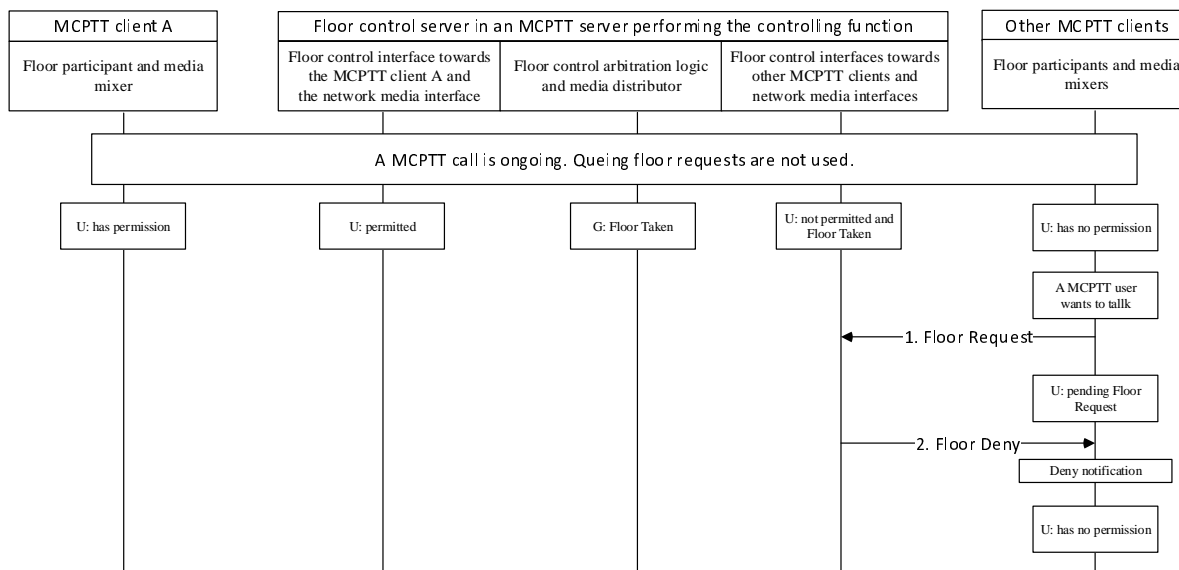 MCPTT client A
Floor control server in an MCPTT server performing the controlling function
Other MCPTT clients
Floor participant and media
mixer
Floor control interface towards
the MCPTT client A and
the network media interface
Floor control arbitration logic
and media distributor
Floor control interfaces towards
other MCPTT clients and
network media interfaces
Floor participants and media
mixers
A MCPTT call is ongoing. Queing floor requests are not used.
U: has permission
U: permitted
G: Floor Taken
U: not permitted and
Floor Taken
U: has no permission
A MCPTT user
wants to tallk
1. Floor Request
U: pending Floor
Request
2. Floor Deny
Deny notification
U: has no permission